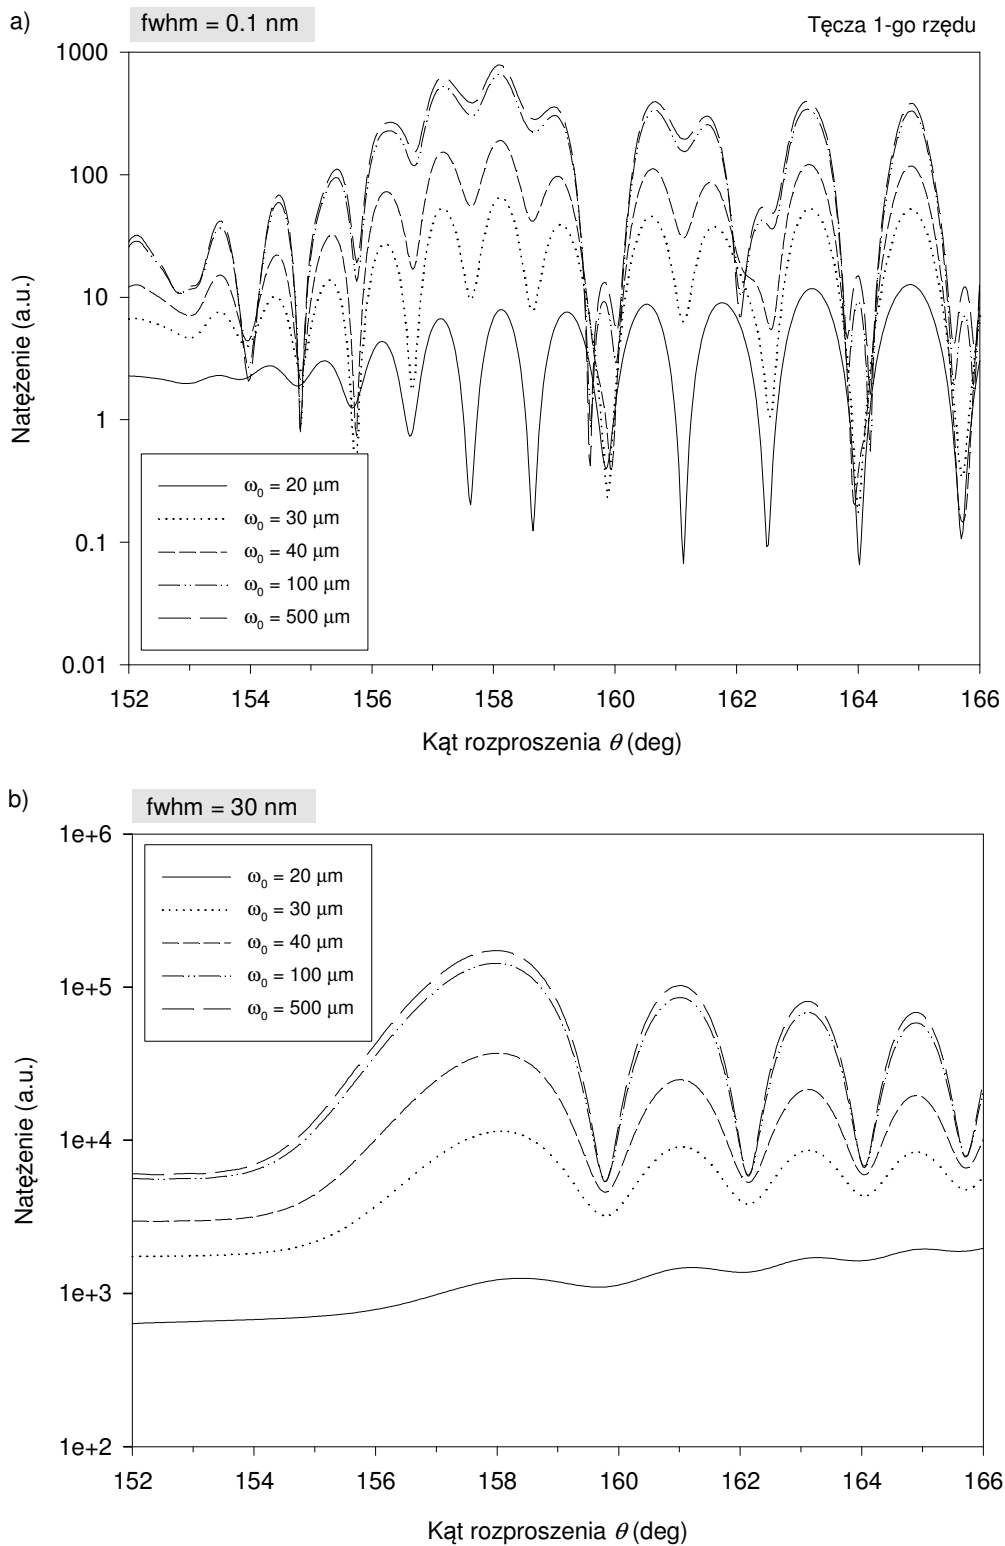 a)
fwhm = 0.1 nm
Tęcza 1-go rzędu
1000
100
10
1
0.1
0.01
Natężenie (a.u.)
ω0 = 20 μm
ω0 = 30 μm
ω0 = 40 μm
ω0 = 100 μm
ω0 = 500 μm
152 154 156 158 160 162 164 166
Kąt rozproszenia θ (deg)
b)
fwhm = 30 nm
1e+6
1e+5
1e+4
1e+3
1e+2
Natężenie (a.u.)
ω0 = 20 μm
ω0 = 30 μm
ω0 = 40 μm
ω0 = 100 μm
ω0 = 500 μm
152 154 156 158 160 162 164 166
Kąt rozproszenia θ (deg)